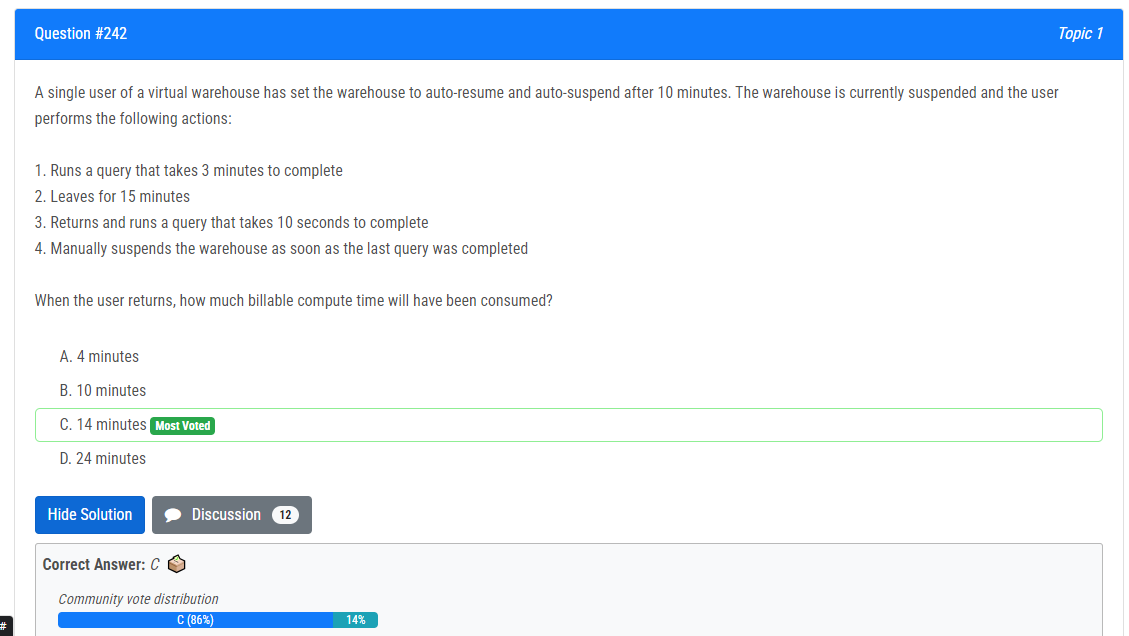 Question #242
Topic 1
A single user of a virtual warehouse has set the warehouse to auto-resume and auto-suspend after 10 minutes. The warehouse is currently suspended and the user
performs the following actions:
1. Runs a query that takes 3 minutes to complete
2. Leaves for 15 minutes
3. Returns and runs a query that takes 10 seconds to complete
4. Manually suspends the warehouse as soon as the last query was completed
When the user returns, how much billable compute time will have been consumed?
A. 4 minutes
B. 10 minutes
C. 14 minutes Most Voted
D. 24 minutes
Hide Solution
Discussion 12
Correct Answer: C
Community vote distribution
C (86%) 14%
#